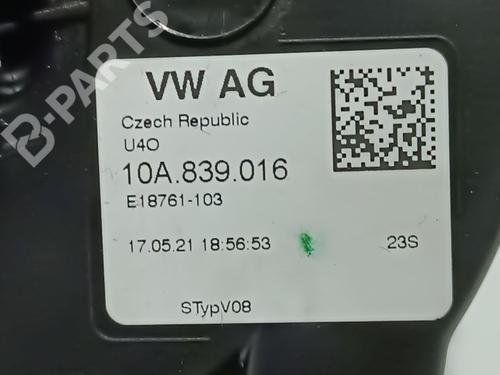 B-PARTS
VW AG
Czech Republic
U4O
10A.839.016
E18761-103
17.05.21 18:56:53 23S
STypV08
B-PARTS